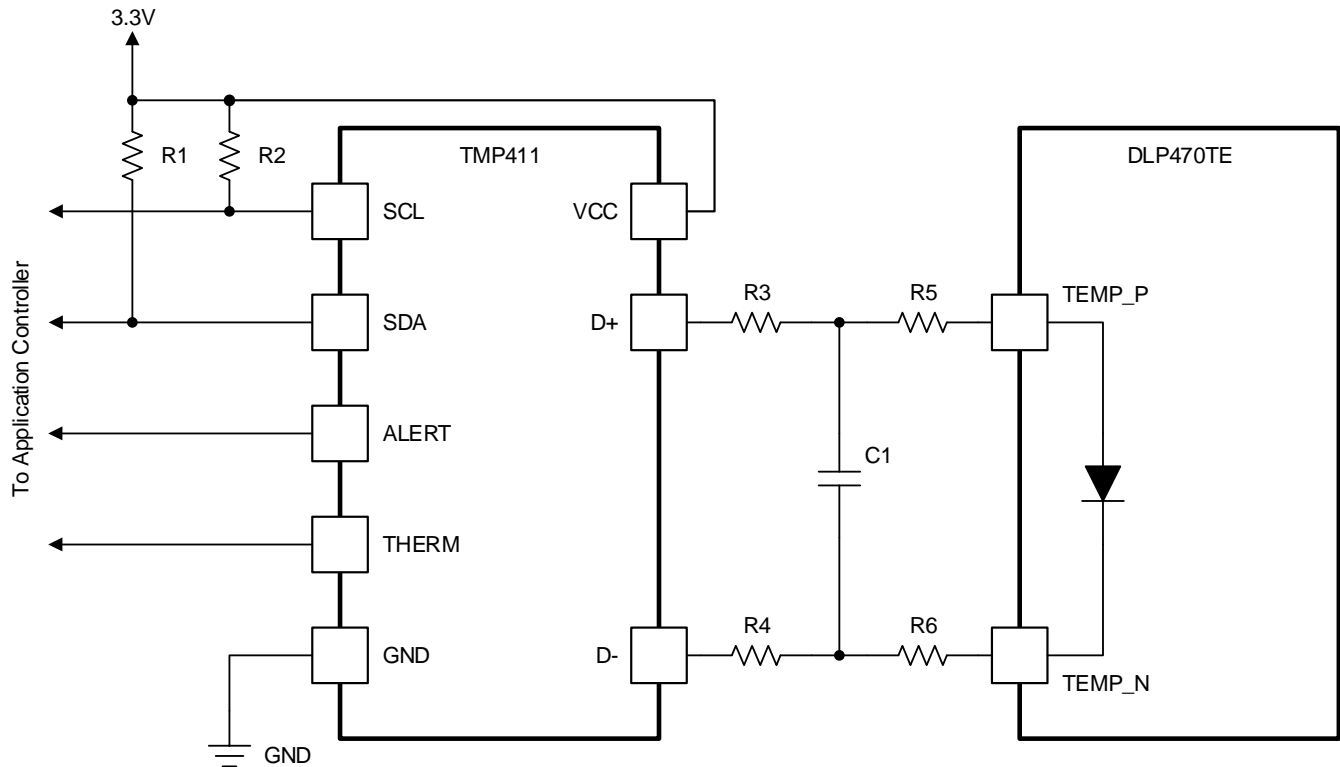 3.3V
R1
R2
TMP411
DLP470TE
SCL
VCC
SDA
D+
R3
R5
TEMP_P
To Application Controller
ALERT
C1
THERM
GND
D-
R4
R6
TEMP_N
GND